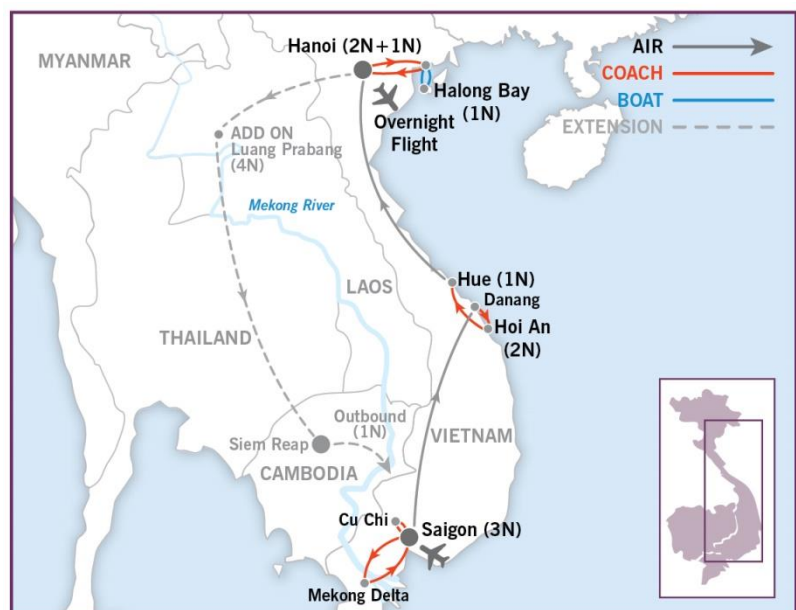 MYANMAR
Hanoi (2N+1N)
Halong Bay
(1N)
Overnight
Flight
AIR
COACH
BOAT
EXTENSION
ADD ON
Luang Prabang
(4N)
Mekong River
LAOS
Hue (1N)
Danang
Hoi An
(2N)
THAILAND
Outbound
(1N)
Siem Reap
CAMBODIA
VIETNAM
Cu Chi
Saigon (3N)
Mekong Delta